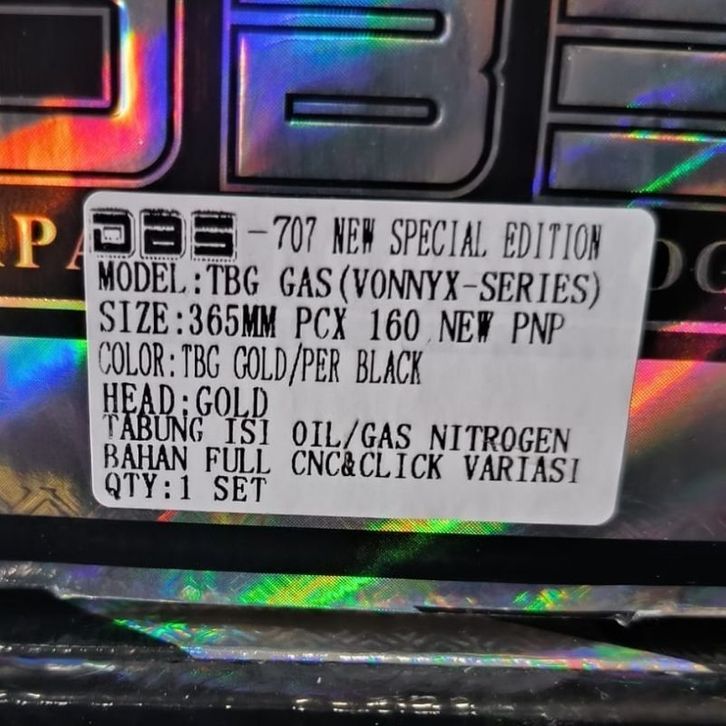 DBS
DBS -707 NEW SPECIAL EDITION
MODEL:TBG GAS(VONNYX-SERIES)
SIZE:365MM PCX 160 NEW PNP
COLOR:TBG GOLD/PER BLACK
HEAD:GOLD
TABUNG ISI OIL/GAS NITROGEN
BAHAN FULL CNC&CLICK VARIASI
QTY:1 SET